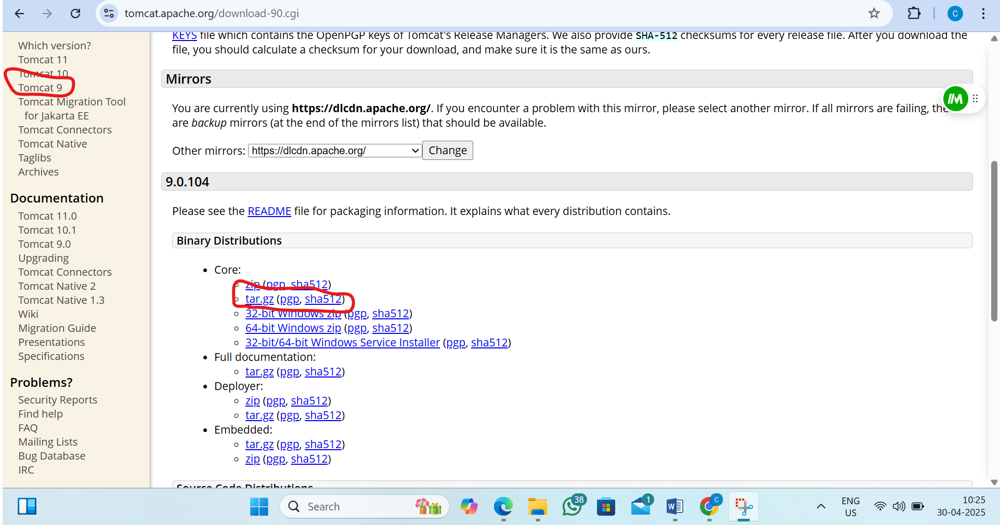 tomcat.apache.org/download-90.cgi
C
Which version?
Tomcat 11
Tomcat 10
Tomcat 9
Tomcat Migration Tool
for Jakarta EE
Tomcat Connectors
Tomcat Native
Taglibs
Archives
Documentation
Tomcat 11.0
Tomcat 10.1
Tomcat 9.0
Upgrading
Tomcat Connectors
Tomcat Native 2
Tomcat Native 1.3
Wiki
Migration Guide
Presentations
Specifications
Problems?
Security Reports
Find help
FAQ
Mailing Lists
Bug Database
IRC
KEYS file which contains the OpenPGP keys of Tomcat's Release Managers. We also provide SHA-512 checksums for every release file. After you download the
file, you should calculate a checksum for your download, and make sure it is the same as ours.
Mirrors
You are currently using https://dlcdn.apache.org/. If you encounter a problem with this mirror, please select another mirror. If all mirrors are failing,
are backup mirrors (at the end of the mirrors list) that should be available.
Other mirrors: https://dlcdn.apache.org/ Change
9.0.104
Please see the README file for packaging information. It explains what every distribution contains.
Binary Distributions
Core:
zip (pgp, sha512)
tar.gz (pgp, sha512)
32-bit Windows zip (pgp, sha512)
64-bit Windows zip (pgp, sha512)
32-bit/64-bit Windows Service Installer (pgp, sha512)
Full documentation:
tar.gz (pgp, sha512)
Deployer:
zip (pgp, sha512)
tar.gz (pgp, sha512)
Embedded:
tar.gz (pgp, sha512)
zip (pgp, sha512)
Source Code Distributions
Search
38
1
W
C
ENG
US
10:25
30-04-2025